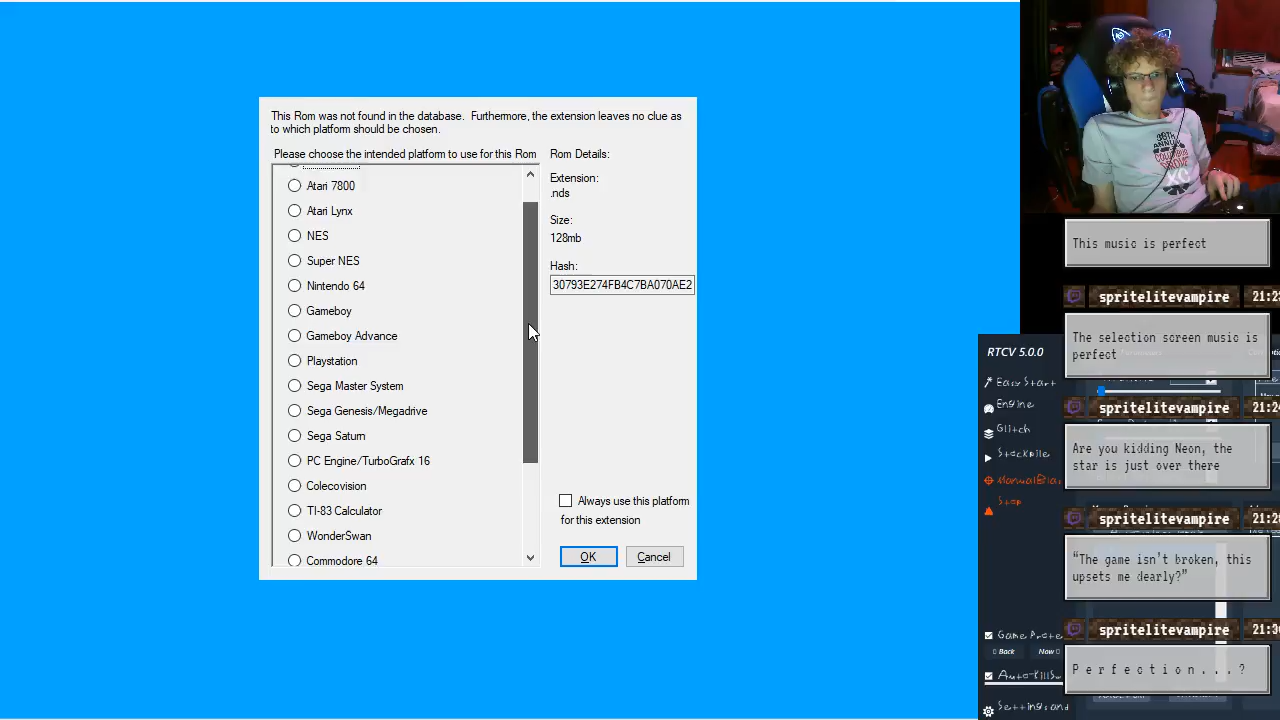 This Rom was not found in the database. Furthermore, the extension leaves no clue as
to which platform should be chosen.
Please choose the intended platform to use for this Rom
Atari 7800
Atari Lynx
NES
Super NES
Nintendo 64
Gameboy
Gameboy Advance
Playstation
Sega Master System
Sega Genesis/Megadrive
Sega Saturn
PC Engine/TurboGrafx 16
Colecovision
TI-83 Calculator
WonderSwan
Commodore 64
Rom Details:
Extension:
.nds
Size:
128mb
Hash:
30793E274FB4C7BA070AE2
Always use this platform
for this extension
OK
Cancel
This music is perfect
spritelitevampire
The selection screen music is
perfect
spritelitevampire
Are you kidding Neon, the
star is just over there
spritelitevampire
"The game isn't broken, this
upsets me dearly?"
spritelitevampire
P e r f e c t i o n . . . ?
RTCV 5.0.0
Easy Start
Engine
Glitch
Stockpile
Stop
Back
Now